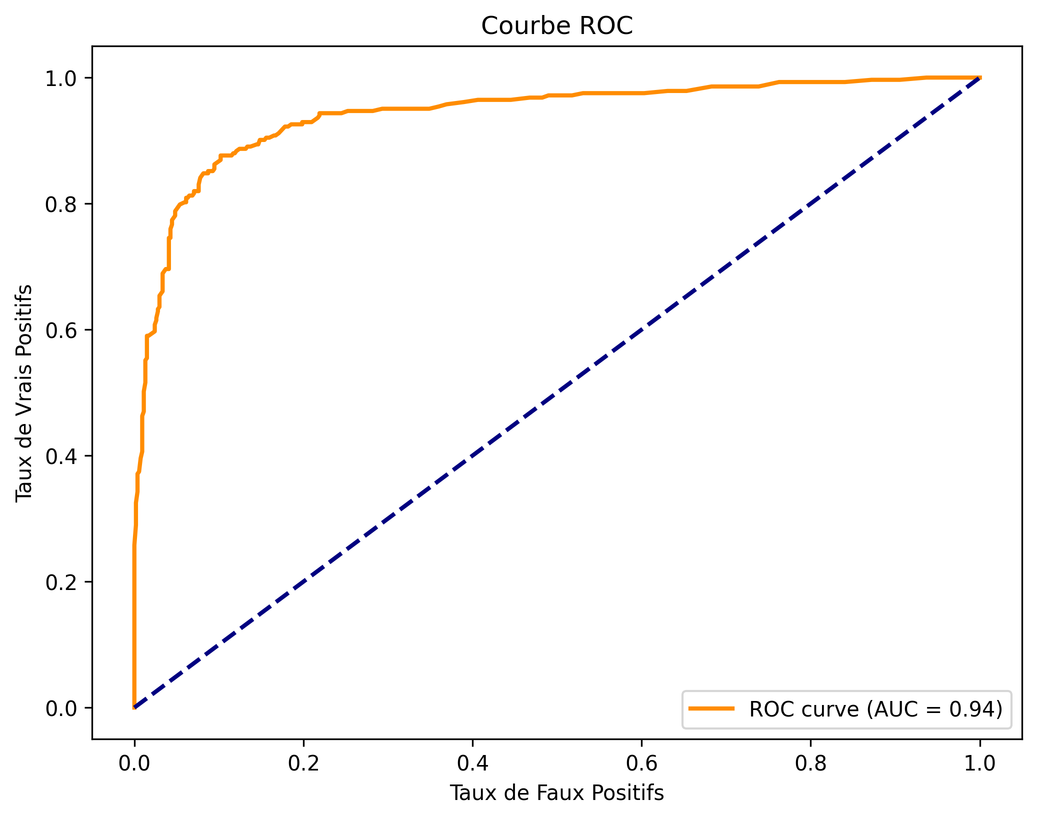 Courbe ROC
1.0
0.8
0.6
0.4
0.2
0.0
Taux de Vrais Positifs
ROC curve (AUC = 0.94)
0.0 0.2 0.4 0.6 0.8 1.0
Taux de Faux Positifs